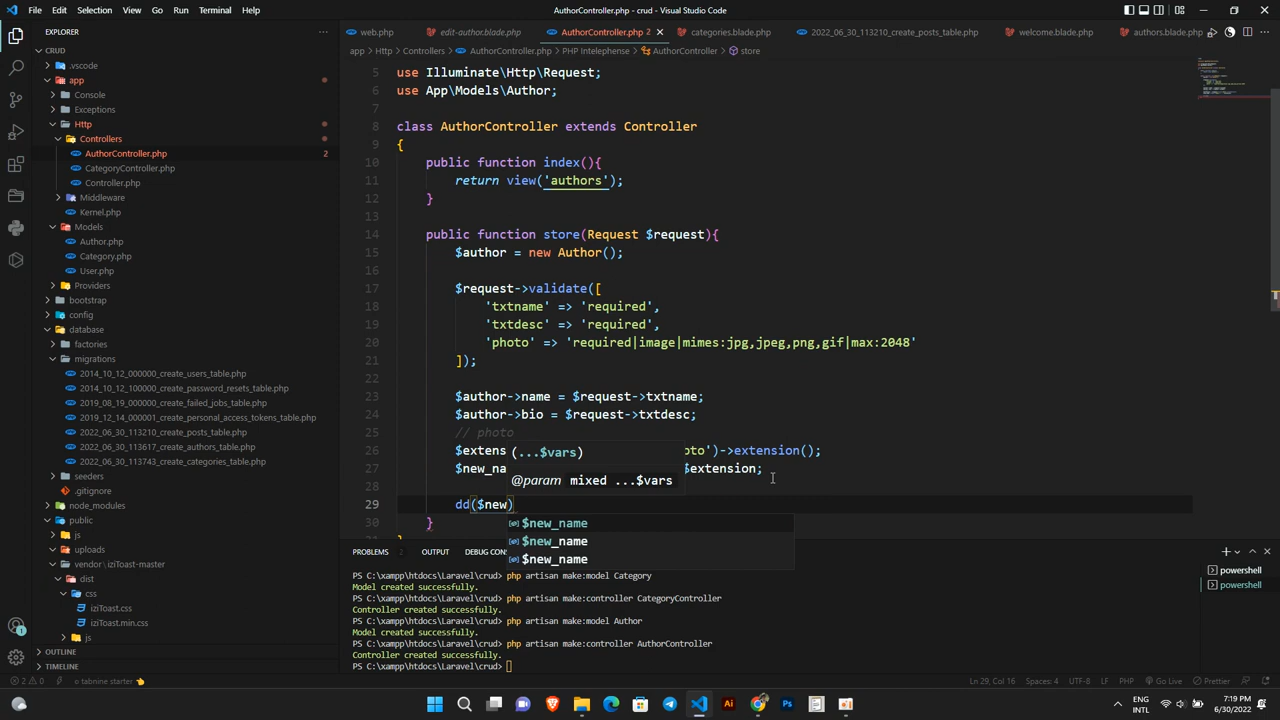 File Edit Selection View Go Run Terminal Help
AuthorController.php - crud - Visual Studio Code
EXPLORER
web.php edit-author.blade.php AuthorController.php 2 categories.blade.php 2022_06_30_113210_create_posts_table.php welcome.blade.php authors.blade.php
app > Http > Controllers > AuthorController.php > PHP Intelephense > AuthorController > store
CRUD
.vscode
app
Console
Exceptions
Http
Controllers
AuthorController.php 2
CategoryController.php
Controller.php
Middleware
Kernel.php
Models
Author.php
Category.php
User.php
Providers
bootstrap
config
database
factories
migrations
2014_10_12_000000_create_users_table.php
2014_10_12_100000_create_password_resets_table.php
2019_08_19_000000_create_failed_jobs_table.php
2019_12_14_000001_create_personal_access_tokens_table.php
2022_06_30_113210_create_posts_table.php
2022_06_30_113617_create_authors_table.php
2022_06_30_113743_create_categories_table.php
seeders
.gitignore
node_modules
public
js
uploads
vendor \ iziToast-master
dist
css
iziToast.css
iziToast.min.css
js
OUTLINE
TIMELINE
5 use Illuminate\Http\Request;
6 use App\Models\Author;
7
8 class AuthorController extends Controller
9 {
10 public function index(){
11 return view('authors');
12 }
13
14 public function store(Request $request){
15 $author = new Author();
16
17 $request->validate([
18 'txtname' => 'required',
19 'txtdesc' => 'required',
20 'photo' => 'required|image|mimes:jpg,jpeg,png,gif|max:2048'
21 ]);
22
23 $author->name = $request->txtname;
24 $author->bio = $request->txtdesc;
25 // photo
26 $extens oto')->extension();
27 $new_na $extension;
28
29 dd($new)
30 }
(...$vars)
@param mixed ...$vars
$new_name
$new_name
$new_name
PROBLEMS 2 OUTPUT DEBUG CONS
PS C:\xampp\htdocs\Laravel\crud> php artisan make:model Category
Model created successfully.
PS C:\xampp\htdocs\Laravel\crud> php artisan make:controller CategoryController
Controller created successfully.
PS C:\xampp\htdocs\Laravel\crud> php artisan make:model Author
Model created successfully.
PS C:\xampp\htdocs\Laravel\crud> php artisan make:controller AuthorController
Controller created successfully.
PS C:\xampp\htdocs\Laravel\crud>
powershell
powershell
2 0 tabnine starter Ln 29, Col 16 Spaces: 4 UTF-8 LF PHP Go Live Prettier
ENG
INTL
7:19 PM
6/30/2022